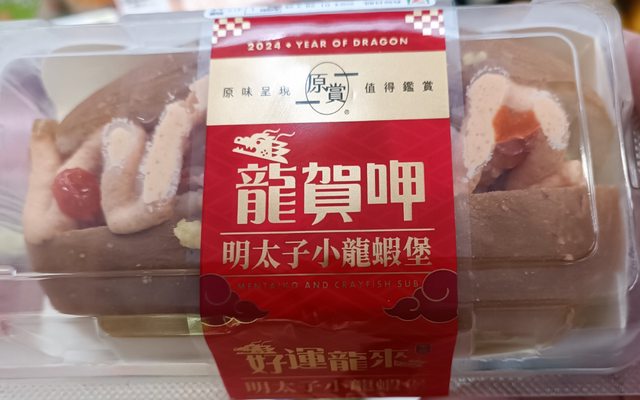 2024 • YEAR OF DRAGON
原味呈現 原賞® 值得鑑賞
龍賀呷
明太子小龍蝦堡
MENTAIKO AND CRAYFISH SUB
好運龍來
明太子小龍蝦堡